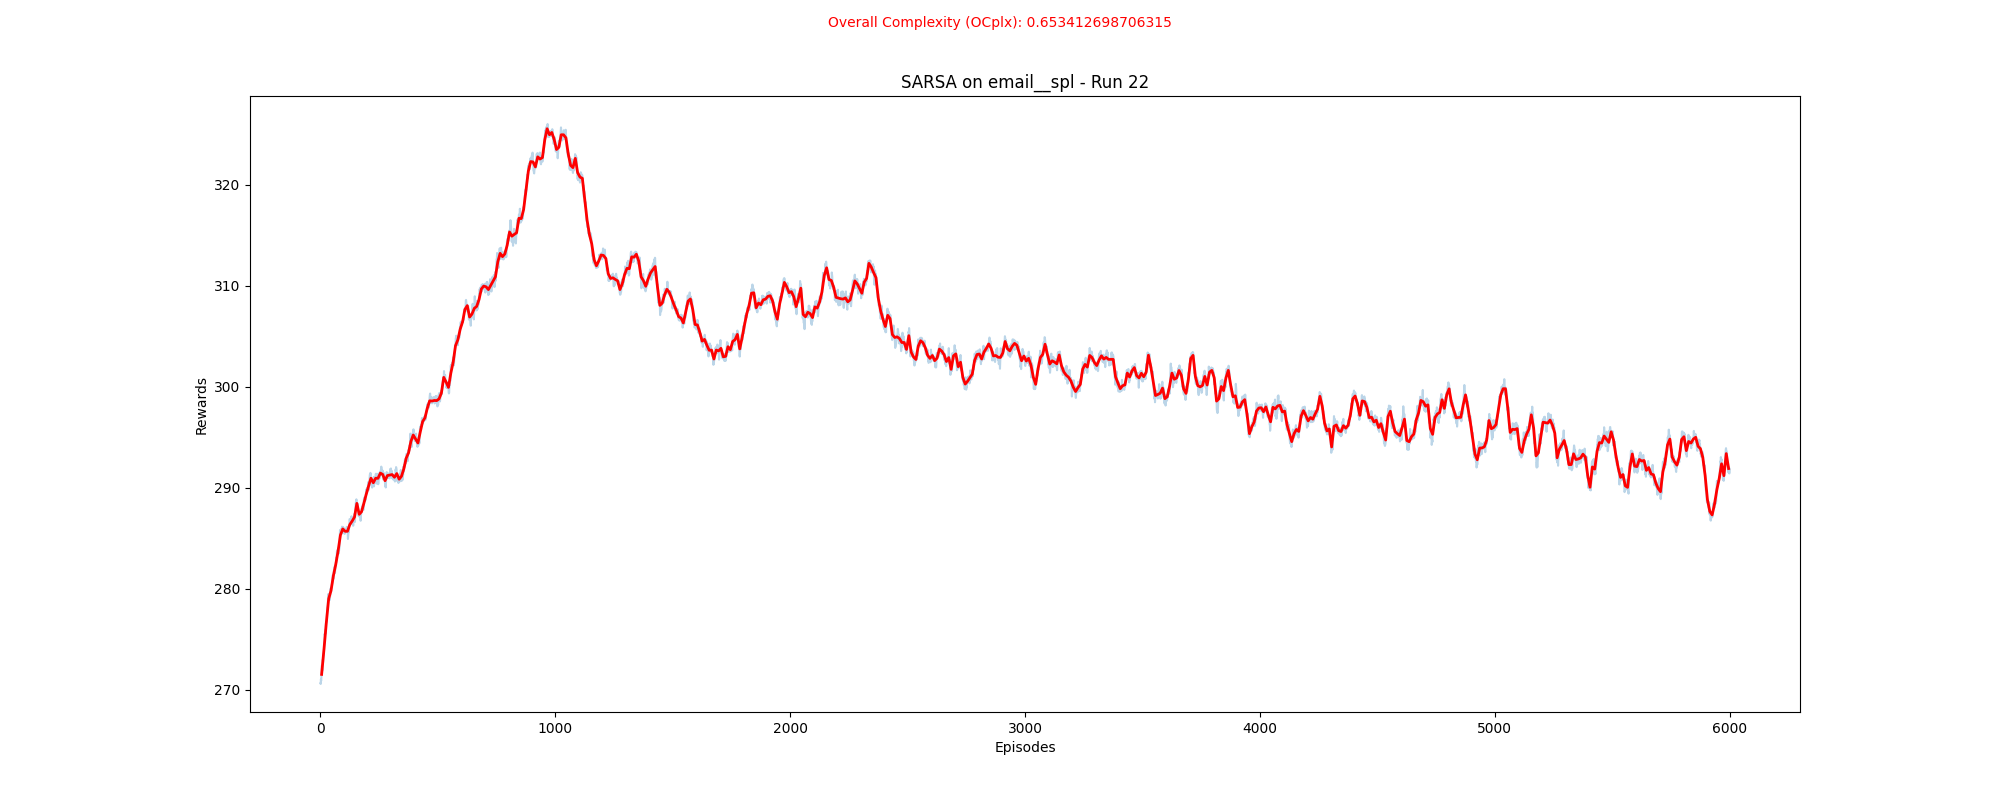 Overall Complexity (OCplx): 0.653412698706315
SARSA on email__spl - Run 22
Rewards
320
310
300
290
280
270
0 1000 2000 3000 4000 5000 6000
Episodes